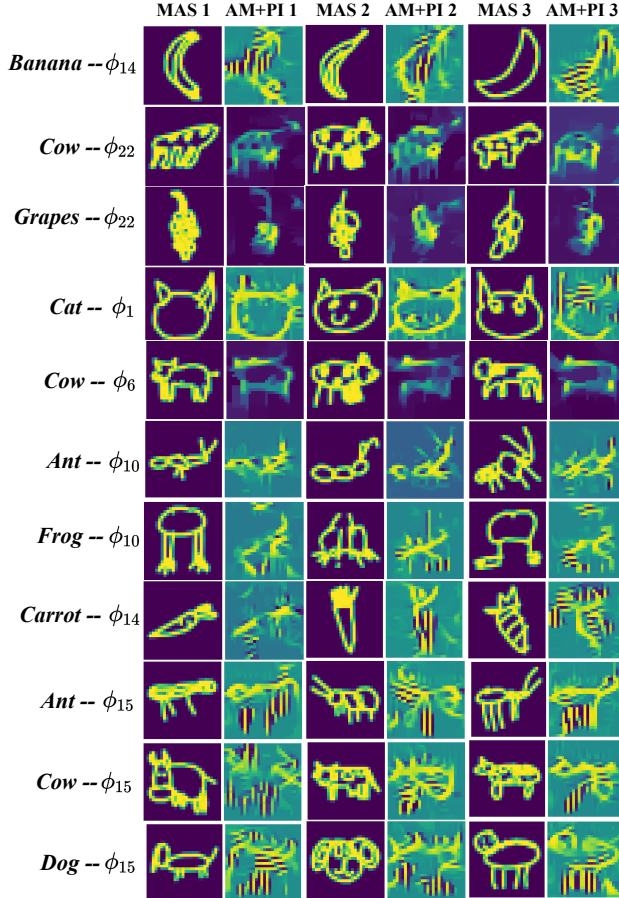 MAS 1 AM+PI 1 MAS 2 AM+PI 2 MAS 3 AM+PI 3
Banana -- ϕ14
Cow -- ϕ22
Grapes -- ϕ22
Cat -- ϕ1
Cow -- ϕ6
Ant -- ϕ10
Frog -- ϕ10
Carrot -- ϕ14
Ant -- ϕ15
Cow -- ϕ15
Dog -- ϕ15